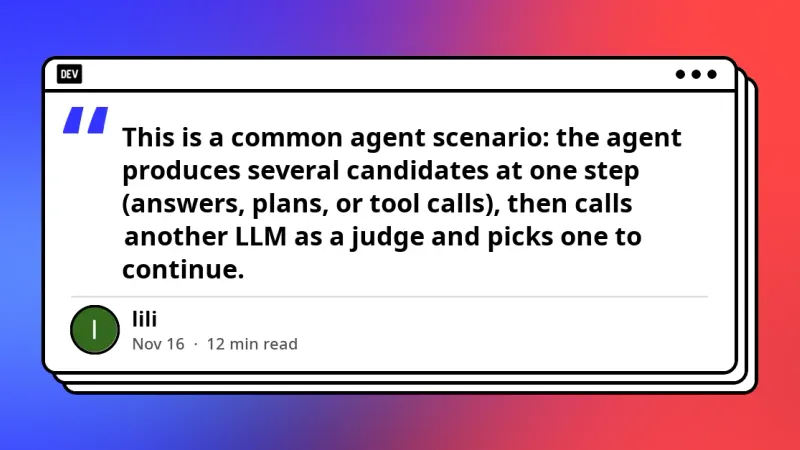 DEV
“
This is a common agent scenario: the agent
produces several candidates at one step
(answers, plans, or tool calls), then calls
another LLM as a judge and picks one to
continue.
l
lili
Nov 16 · 12 min read